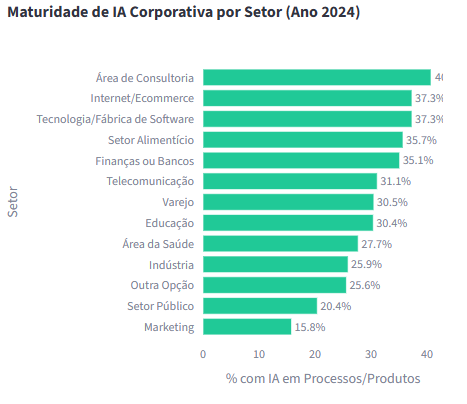 Maturidade de IA Corporativa por Setor (Ano 2024)
Setor
Área de Consultoria
Internet/Ecommerce 37.3%
Tecnologia/Fábrica de Software 37.3%
Setor Alimentício 35.7%
Finanças ou Bancos 35.1%
Telecomunicação 31.1%
Varejo 30.5%
Educação 30.4%
Área da Saúde 27.7%
Indústria 25.9%
Outra Opção 25.6%
Setor Público 20.4%
Marketing 15.8%
0 10 20 30 40
% com IA em Processos/Produtos